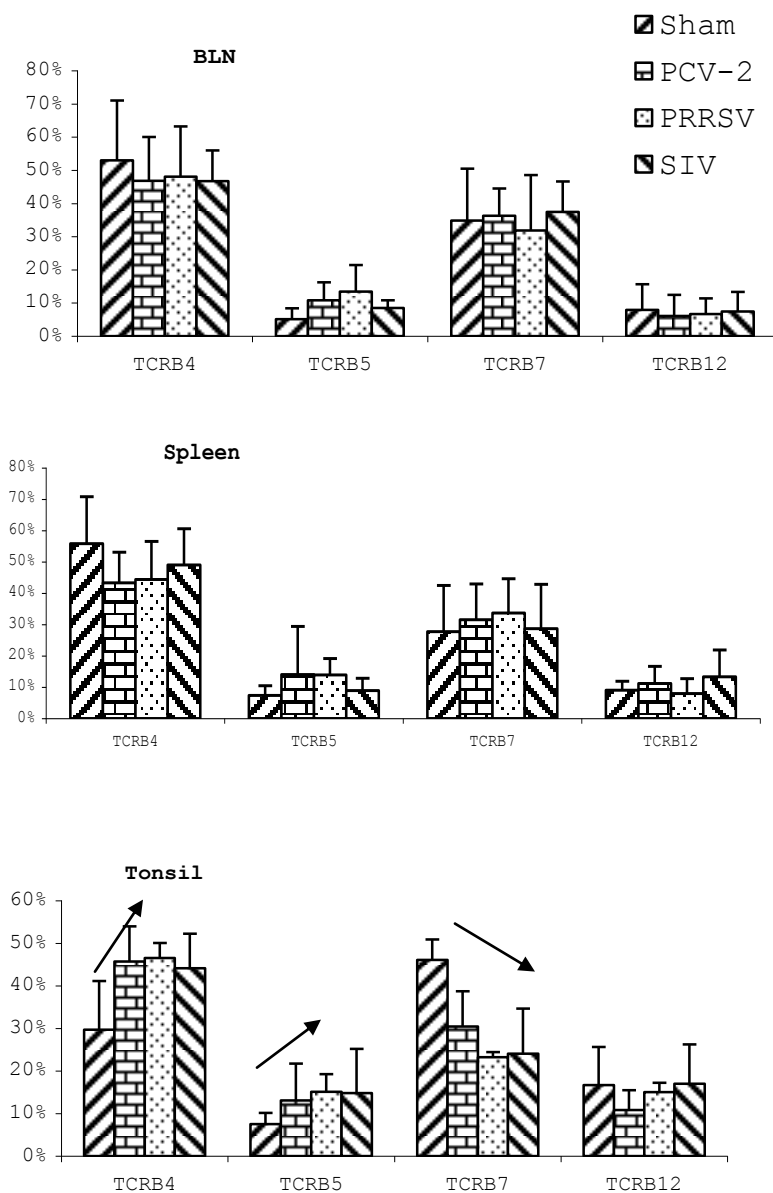 Sham
PCV-2
PRRSV
SIV
BLN
80%
70%
60%
50%
40%
30%
20%
10%
0%
TCRB4 TCRB5 TCRB7 TCRB12
Spleen
80%
70%
60%
50%
40%
30%
20%
10%
0%
TCRB4 TCRB5 TCRB7 TCRB12
Tonsil
60%
50%
40%
30%
20%
10%
0%
TCRB4 TCRB5 TCRB7 TCRB12